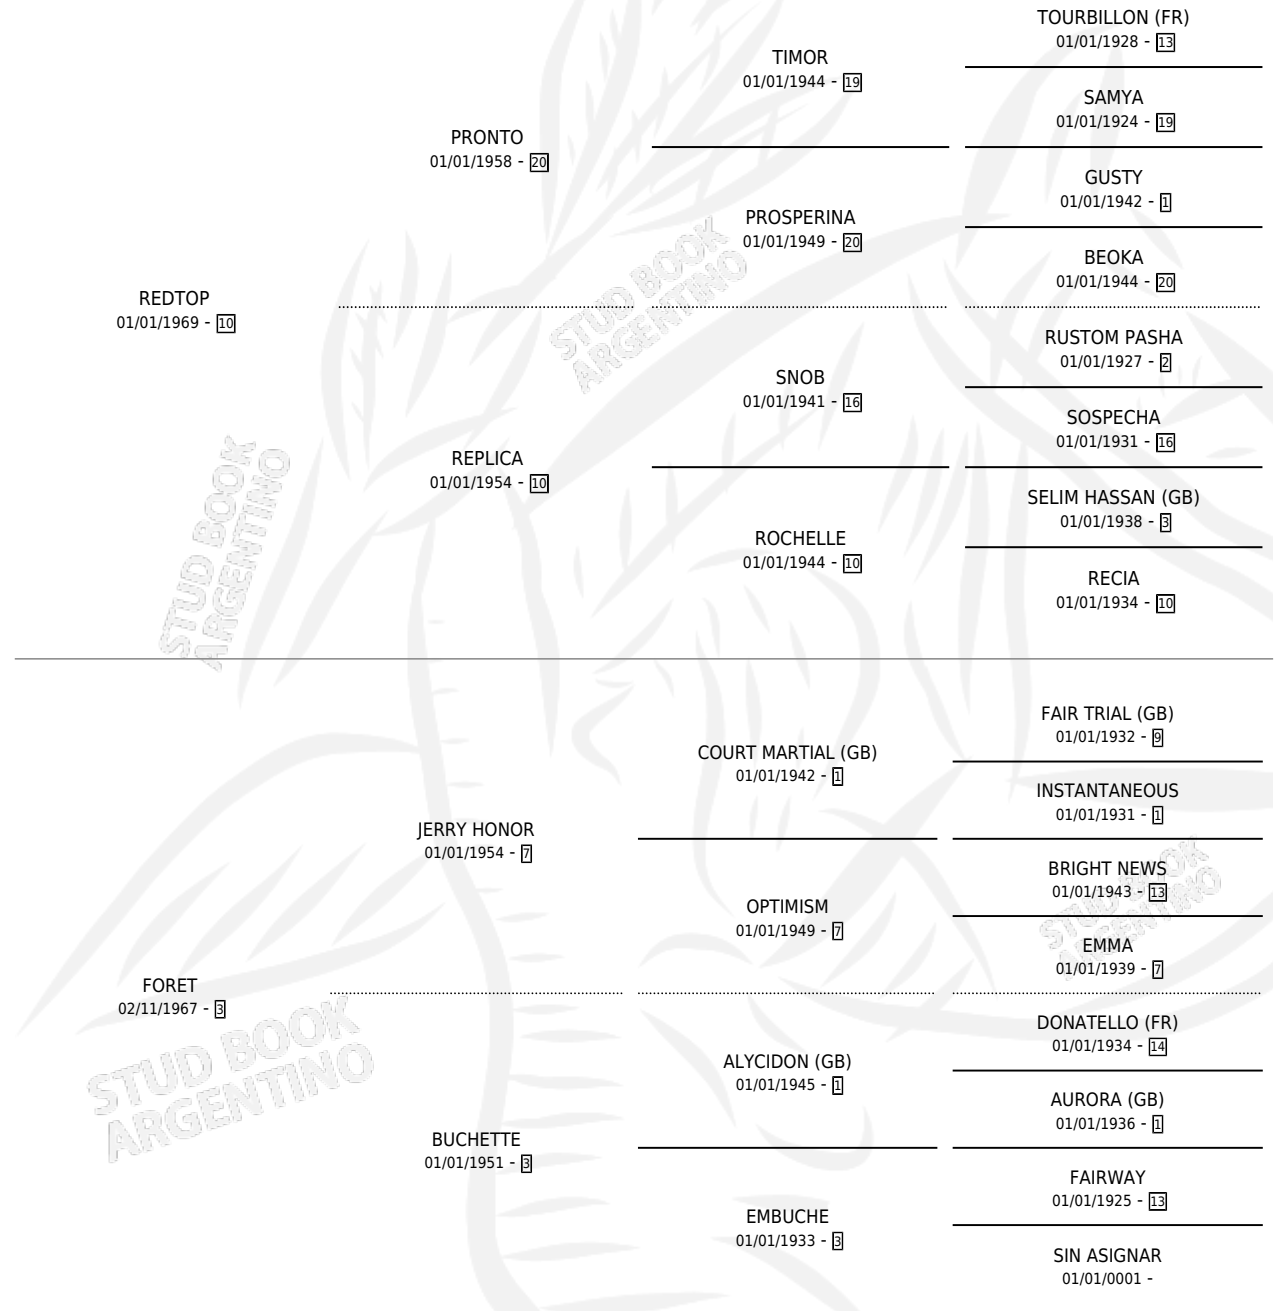 TOURBILLON (FR)
01/01/1928 - 13
TIMOR
01/01/1944 - 19
SAMYA
01/01/1924 - 19
PRONTO
01/01/1958 - 20
GUSTY
01/01/1942 - 1
PROSPERINA
01/01/1949 - 20
BEOKA
01/01/1944 - 20
STUD BOOK
ARGENTINO
REDTOP
01/01/1969 - 10
RUSTOM PASHA
01/01/1927 - 2
SNOB
01/01/1941 - 16
SOSPECHA
01/01/1931 - 16
REPLICA
01/01/1954 - 10
SELIM HASSAN (GB)
01/01/1938 - 3
ROCHELLE
01/01/1944 - 10
RECIA
01/01/1934 - 10
STUD BOOK
ARGENTINO
FAIR TRIAL (GB)
01/01/1932 - 9
COURT MARTIAL (GB)
01/01/1942 - 1
INSTANTANEOUS
01/01/1931 - 1
JERRY HONOR
01/01/1954 - 7
BRIGHT NEWS
01/01/1943 - 13
OPTIMISM
01/01/1949 - 7
EMMA
01/01/1939 - 7
STUD BOOK
ARGENTINO
FORET
02/11/1967 - 3
DONATELLO (FR)
01/01/1934 - 14
ALYCIDON (GB)
01/01/1945 - 1
AURORA (GB)
01/01/1936 - 1
STUD BOOK
ARGENTINO
BUCHETTE
01/01/1951 - 3
FAIRWAY
01/01/1925 - 13
EMBUCHE
01/01/1933 - 3
SIN ASIGNAR
01/01/0001 -